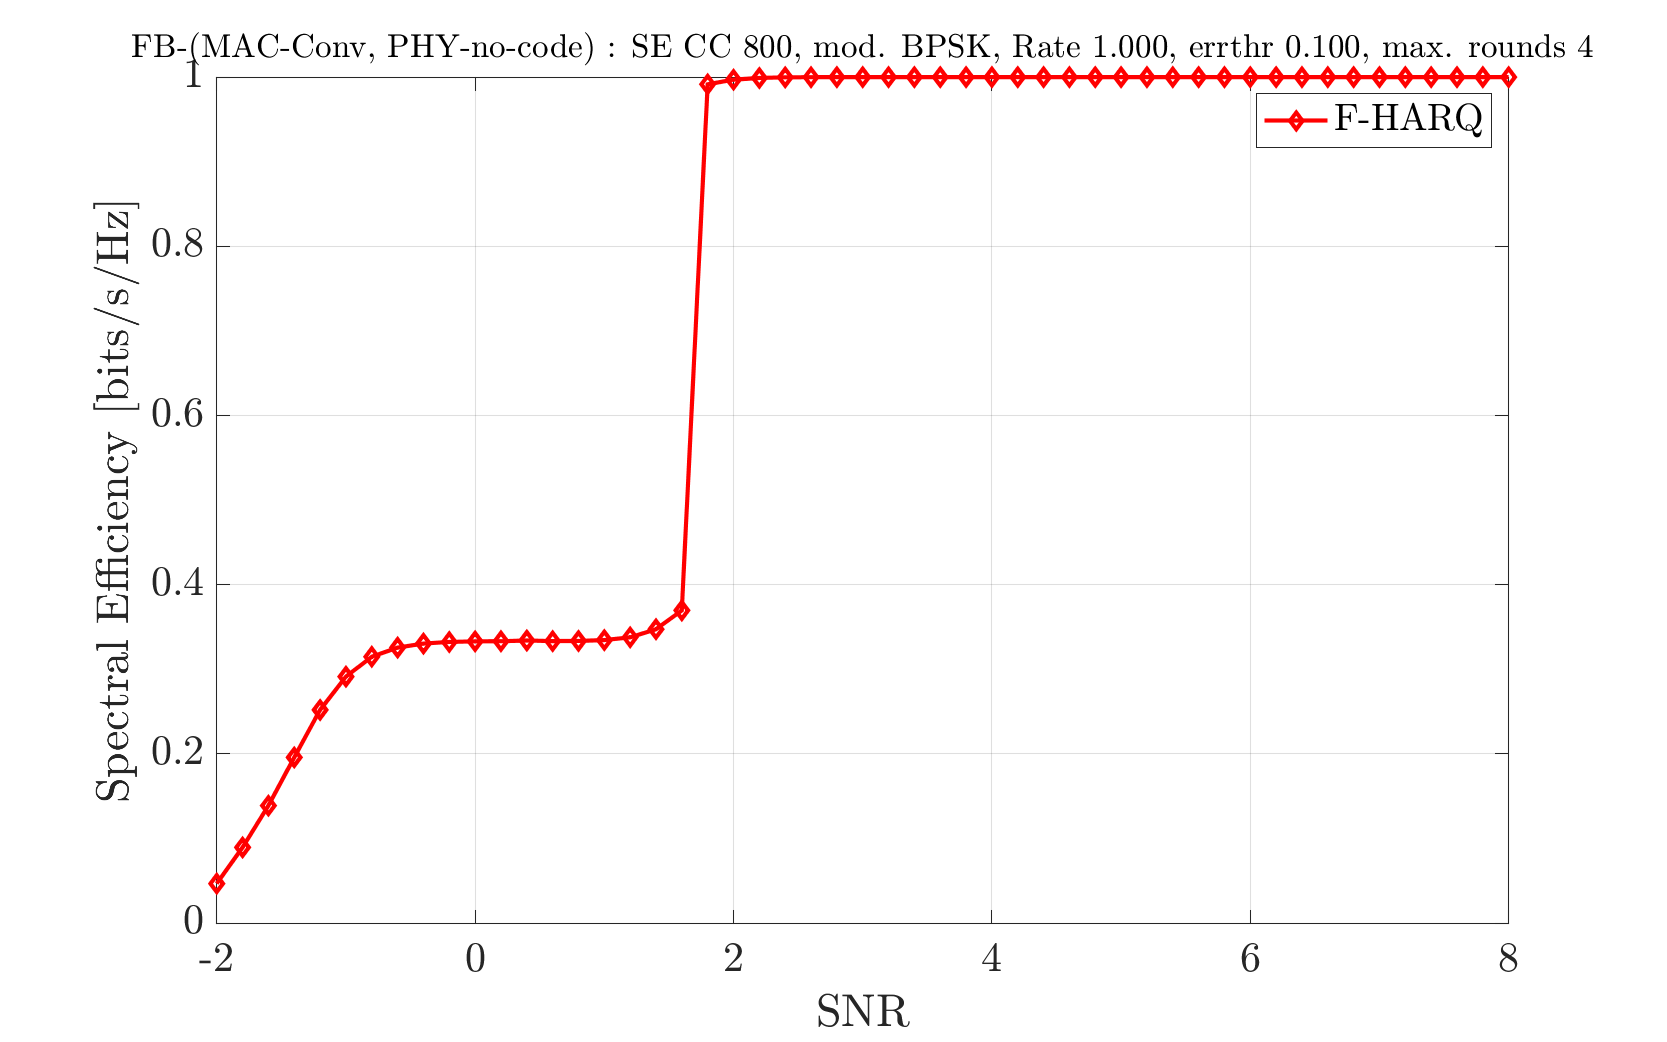 FB-(MAC-Conv, PHY-no-code) : SE CC 800, mod. BPSK, Rate 1.000, errthr 0.100, max. rounds 4
1
F-HARQ
0.8
0.6
0.4
0.2
0
Spectral Efficiency [bits/s/Hz]
-2 0 2 4 6 8
SNR